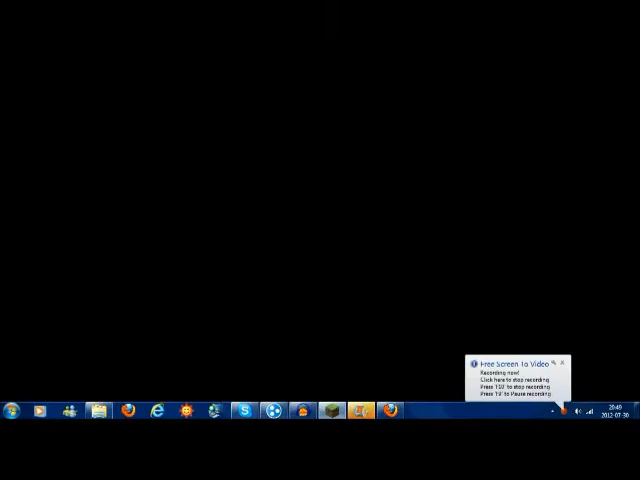 Free Screen To Video
Recording now!
Click here to stop recording
Press 'F10' to stop recording
Press 'F9' to Pause recording
20:49
2012-07-30